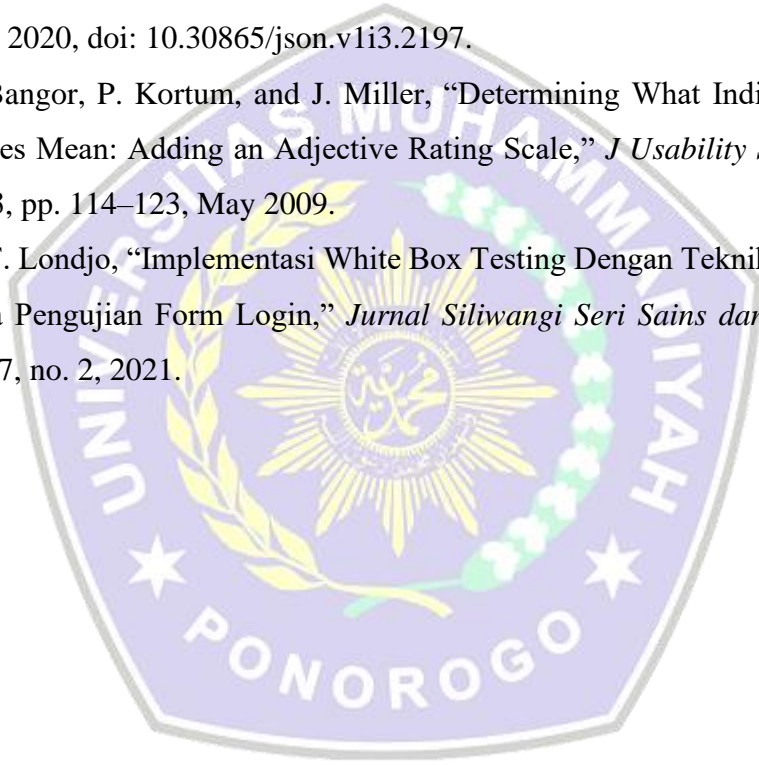 2020, doi: 10.30865/json.v1i3.2197.
Bangor, P. Kortum, and J. Miller, “Determining What Indi
es Mean: Adding an Adjective Rating Scale,” J Usability S
3, pp. 114–123, May 2009.
F. Londjo, “Implementasi White Box Testing Dengan Teknik
a Pengujian Form Login,” Jurnal Siliwangi Seri Sains dar
7, no. 2, 2021.
UNIVERSITAS MUHAMMADIYAH
PONOROGO